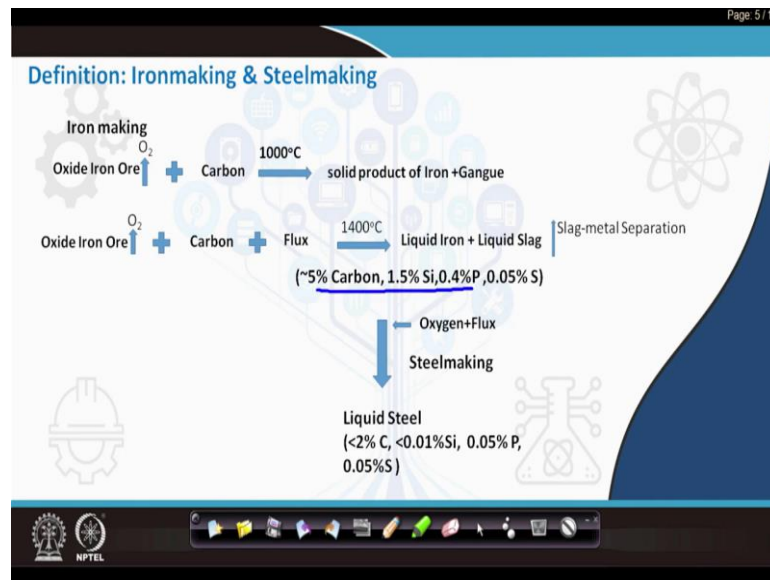 Page: 5 / 1
Definition: Ironmaking & Steelmaking
Iron making
O2
Oxide Iron Ore + Carbon 1000°C solid product of Iron +Gangue
O2
Oxide Iron Ore + Carbon + Flux 1400°C Liquid Iron + Liquid Slag Slag-metal Separation
(~5% Carbon, 1.5% Si,0.4%P ,0.05% S)
Oxygen+Flux
Steelmaking
Liquid Steel
(<2% C, <0.01%Si, 0.05% P,
0.05%S )
NPTEL